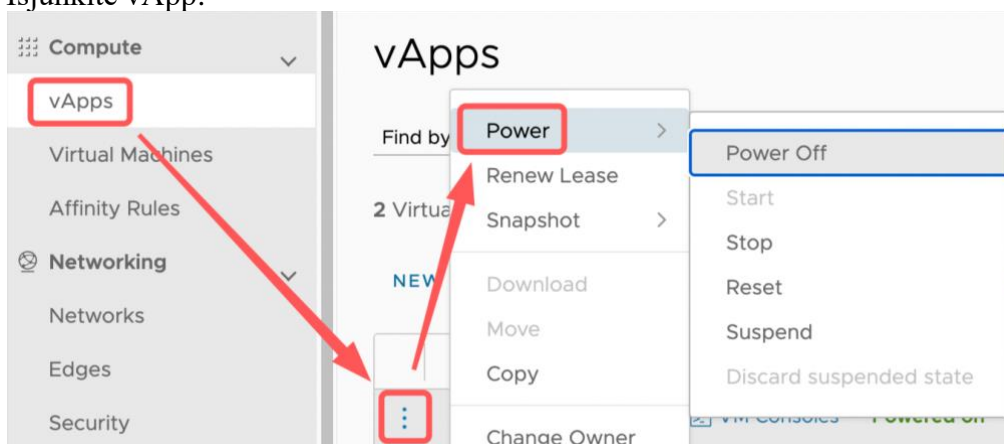 Išjunkite vApp:
Compute
vApps
Virtual Machines
Affinity Rules
Networking
Networks
Edges
Security
vApps
Find by
2 Virtua
NEW
Power
Renew Lease
Snapshot
Download
Move
Copy
Change Owner
Power Off
Start
Stop
Reset
Suspend
Discard suspended state
VM Consoles Powered on